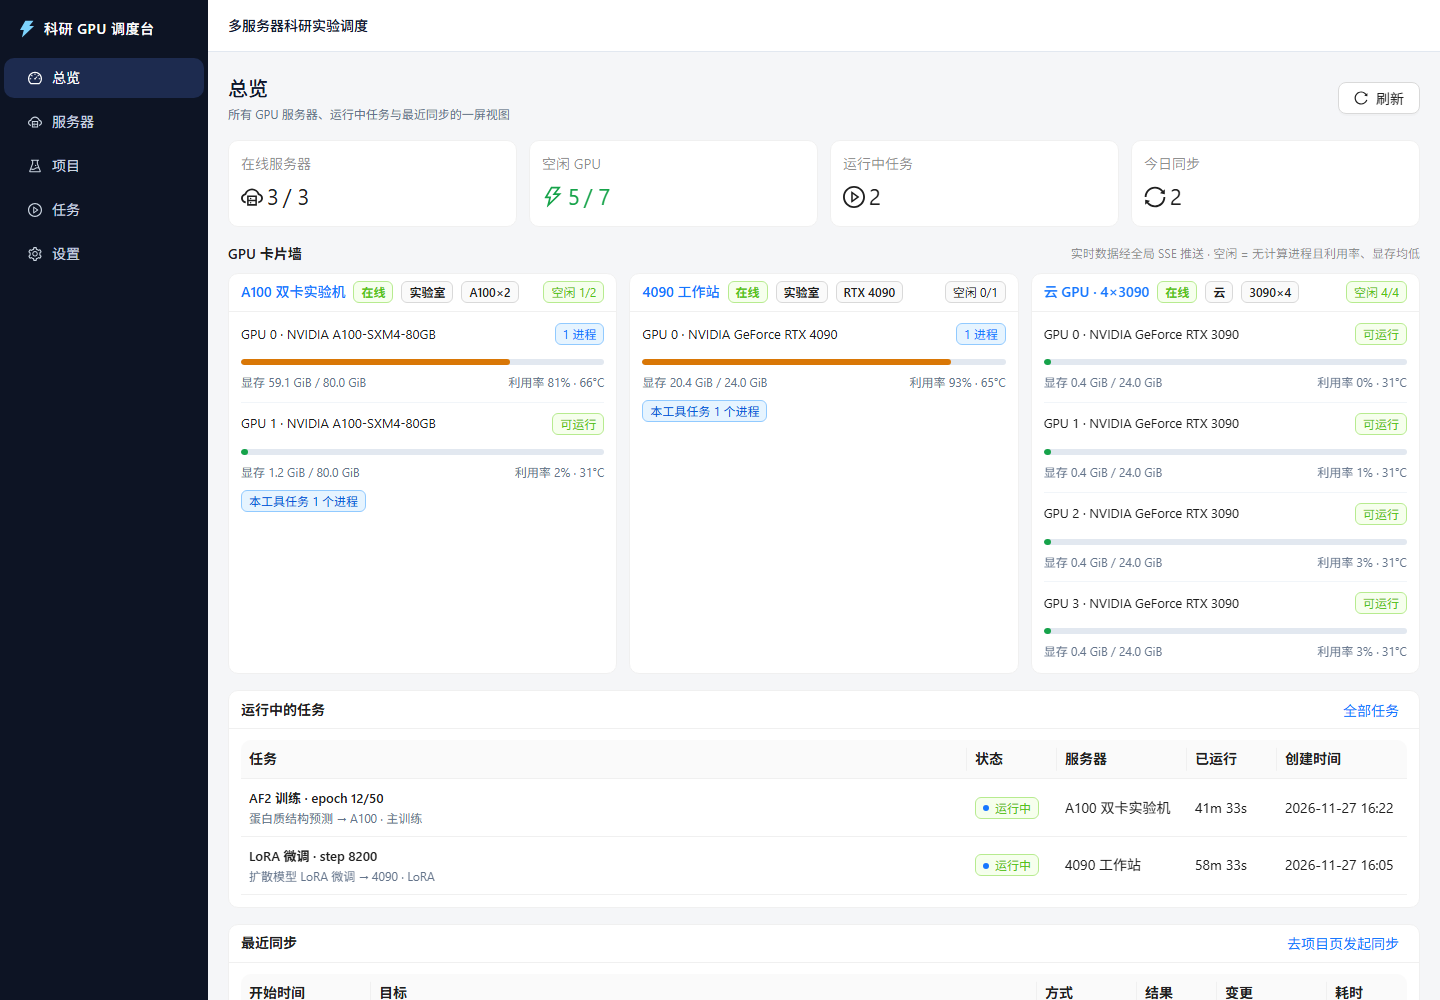 科研 GPU 调度台
总览
服务器
项目
任务
设置
多服务器科研实验调度
总览
所有 GPU 服务器、运行中任务与最近同步的一屏视图
刷新
在线服务器
3 / 3
空闲 GPU
5 / 7
运行中任务
2
今日同步
2
GPU 卡片墙
实时数据经全局 SSE 推送 · 空闲 = 无计算进程且利用率、显存均低
A100 双卡实验机 在线 实验室 A100×2 空闲 1/2
GPU 0 · NVIDIA A100-SXM4-80GB 1 进程
显存 59.1 GiB / 80.0 GiB 利用率 81% · 66°C
GPU 1 · NVIDIA A100-SXM4-80GB 可运行
显存 1.2 GiB / 80.0 GiB 利用率 2% · 31°C
本工具任务 1 个进程
4090 工作站 在线 实验室 RTX 4090 空闲 0/1
GPU 0 · NVIDIA GeForce RTX 4090 1 进程
显存 20.4 GiB / 24.0 GiB 利用率 93% · 65°C
本工具任务 1 个进程
云 GPU · 4×3090 在线 云 3090×4 空闲 4/4
GPU 0 · NVIDIA GeForce RTX 3090 可运行
显存 0.4 GiB / 24.0 GiB 利用率 0% · 31°C
GPU 1 · NVIDIA GeForce RTX 3090 可运行
显存 0.4 GiB / 24.0 GiB 利用率 1% · 31°C
GPU 2 · NVIDIA GeForce RTX 3090 可运行
显存 0.4 GiB / 24.0 GiB 利用率 3% · 31°C
GPU 3 · NVIDIA GeForce RTX 3090 可运行
显存 0.4 GiB / 24.0 GiB 利用率 3% · 31°C
运行中的任务 全部任务
任务 状态 服务器 已运行 创建时间
AF2 训练 · epoch 12/50
蛋白质结构预测 → A100 · 主训练
运行中 A100 双卡实验机 41m 33s 2026-11-27 16:22
LoRA 微调 · step 8200
扩散模型 LoRA 微调 → 4090 · LoRA
运行中 4090 工作站 58m 33s 2026-11-27 16:05
最近同步 去项目页发起同步
开始时间 目标 方式 结果 变更 耗时